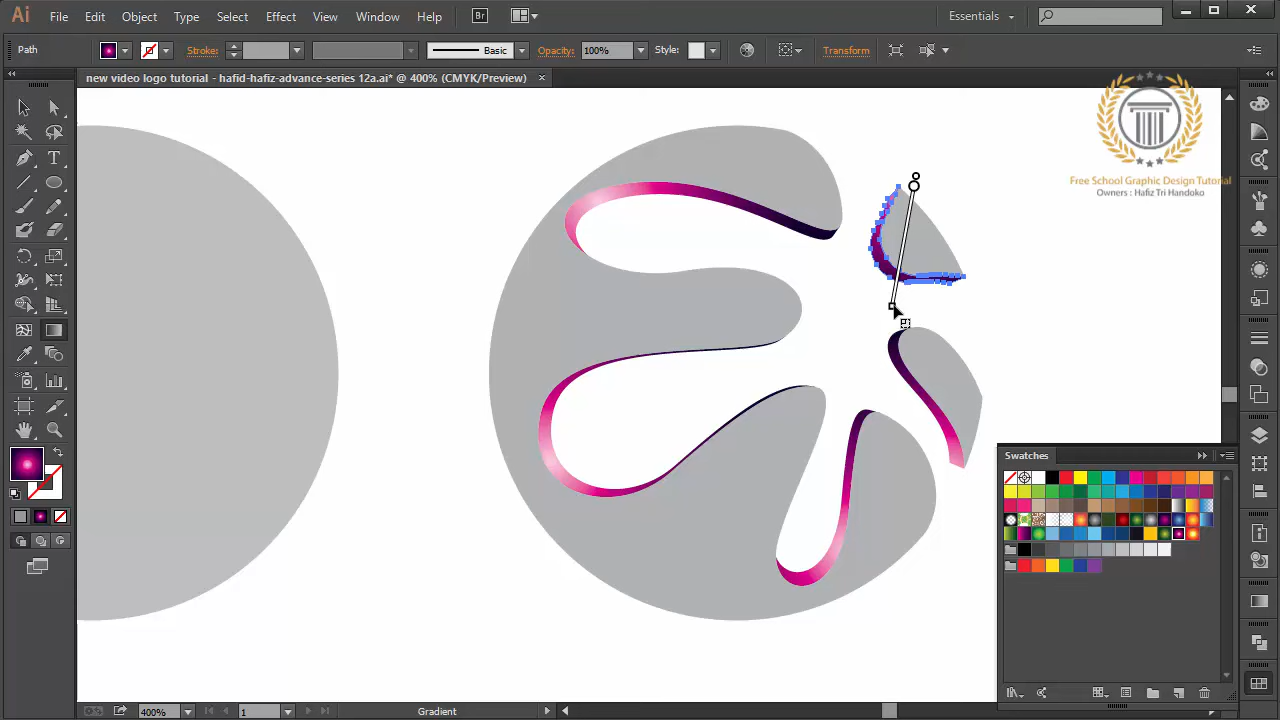 Ai File Edit Object Type Select Effect View Window Help Br Essentials
Path Stroke: Basic Opacity: 100% Style: Transform
new video logo tutorial - hafid-hafiz-advance-series 12a.ai* @ 400% (CMYK/Preview)
Free School Graphic Design Tutorial
Owners : Hafiz Tri Handoko
Swatches
400% 1 Gradient